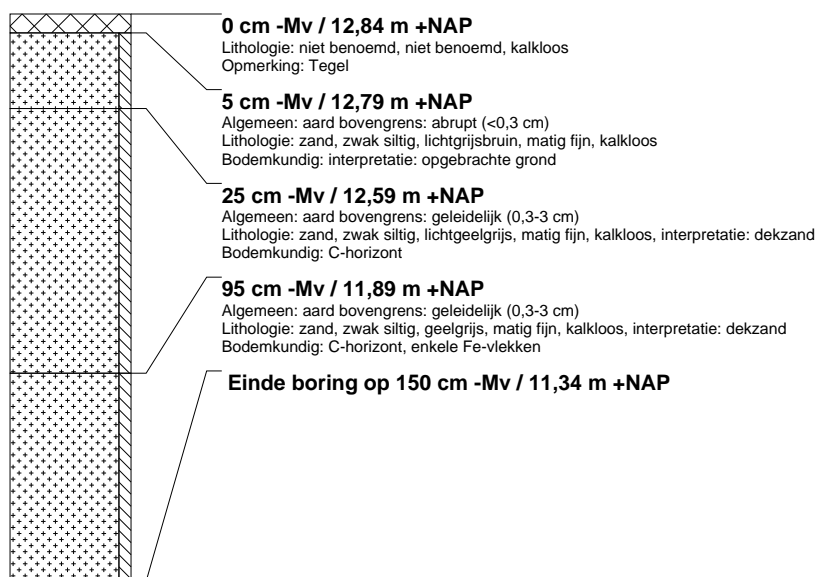 0 cm -Mv / 12,84 m +NAP
Lithologie: niet benoemd, niet benoemd, kalkloos
Opmerking: Tegel
5 cm -Mv / 12,79 m +NAP
Algemeen: aard bovengrens: abrupt (<0,3 cm)
Lithologie: zand, zwak siltig, lichtgrijsbruin, matig fijn, kalkloos
Bodemkundig: interpretatie: opgebrachte grond
25 cm -Mv / 12,59 m +NAP
Algemeen: aard bovengrens: geleidelijk (0,3-3 cm)
Lithologie: zand, zwak siltig, lichtgeelgrijs, matig fijn, kalkloos, interpretatie: dekzand
Bodemkundig: C-horizont
95 cm -Mv / 11,89 m +NAP
Algemeen: aard bovengrens: geleidelijk (0,3-3 cm)
Lithologie: zand, zwak siltig, geelgrijs, matig fijn, kalkloos, interpretatie: dekzand
Bodemkundig: C-horizont, enkele Fe-vlekken
Einde boring op 150 cm -Mv / 11,34 m +NAP